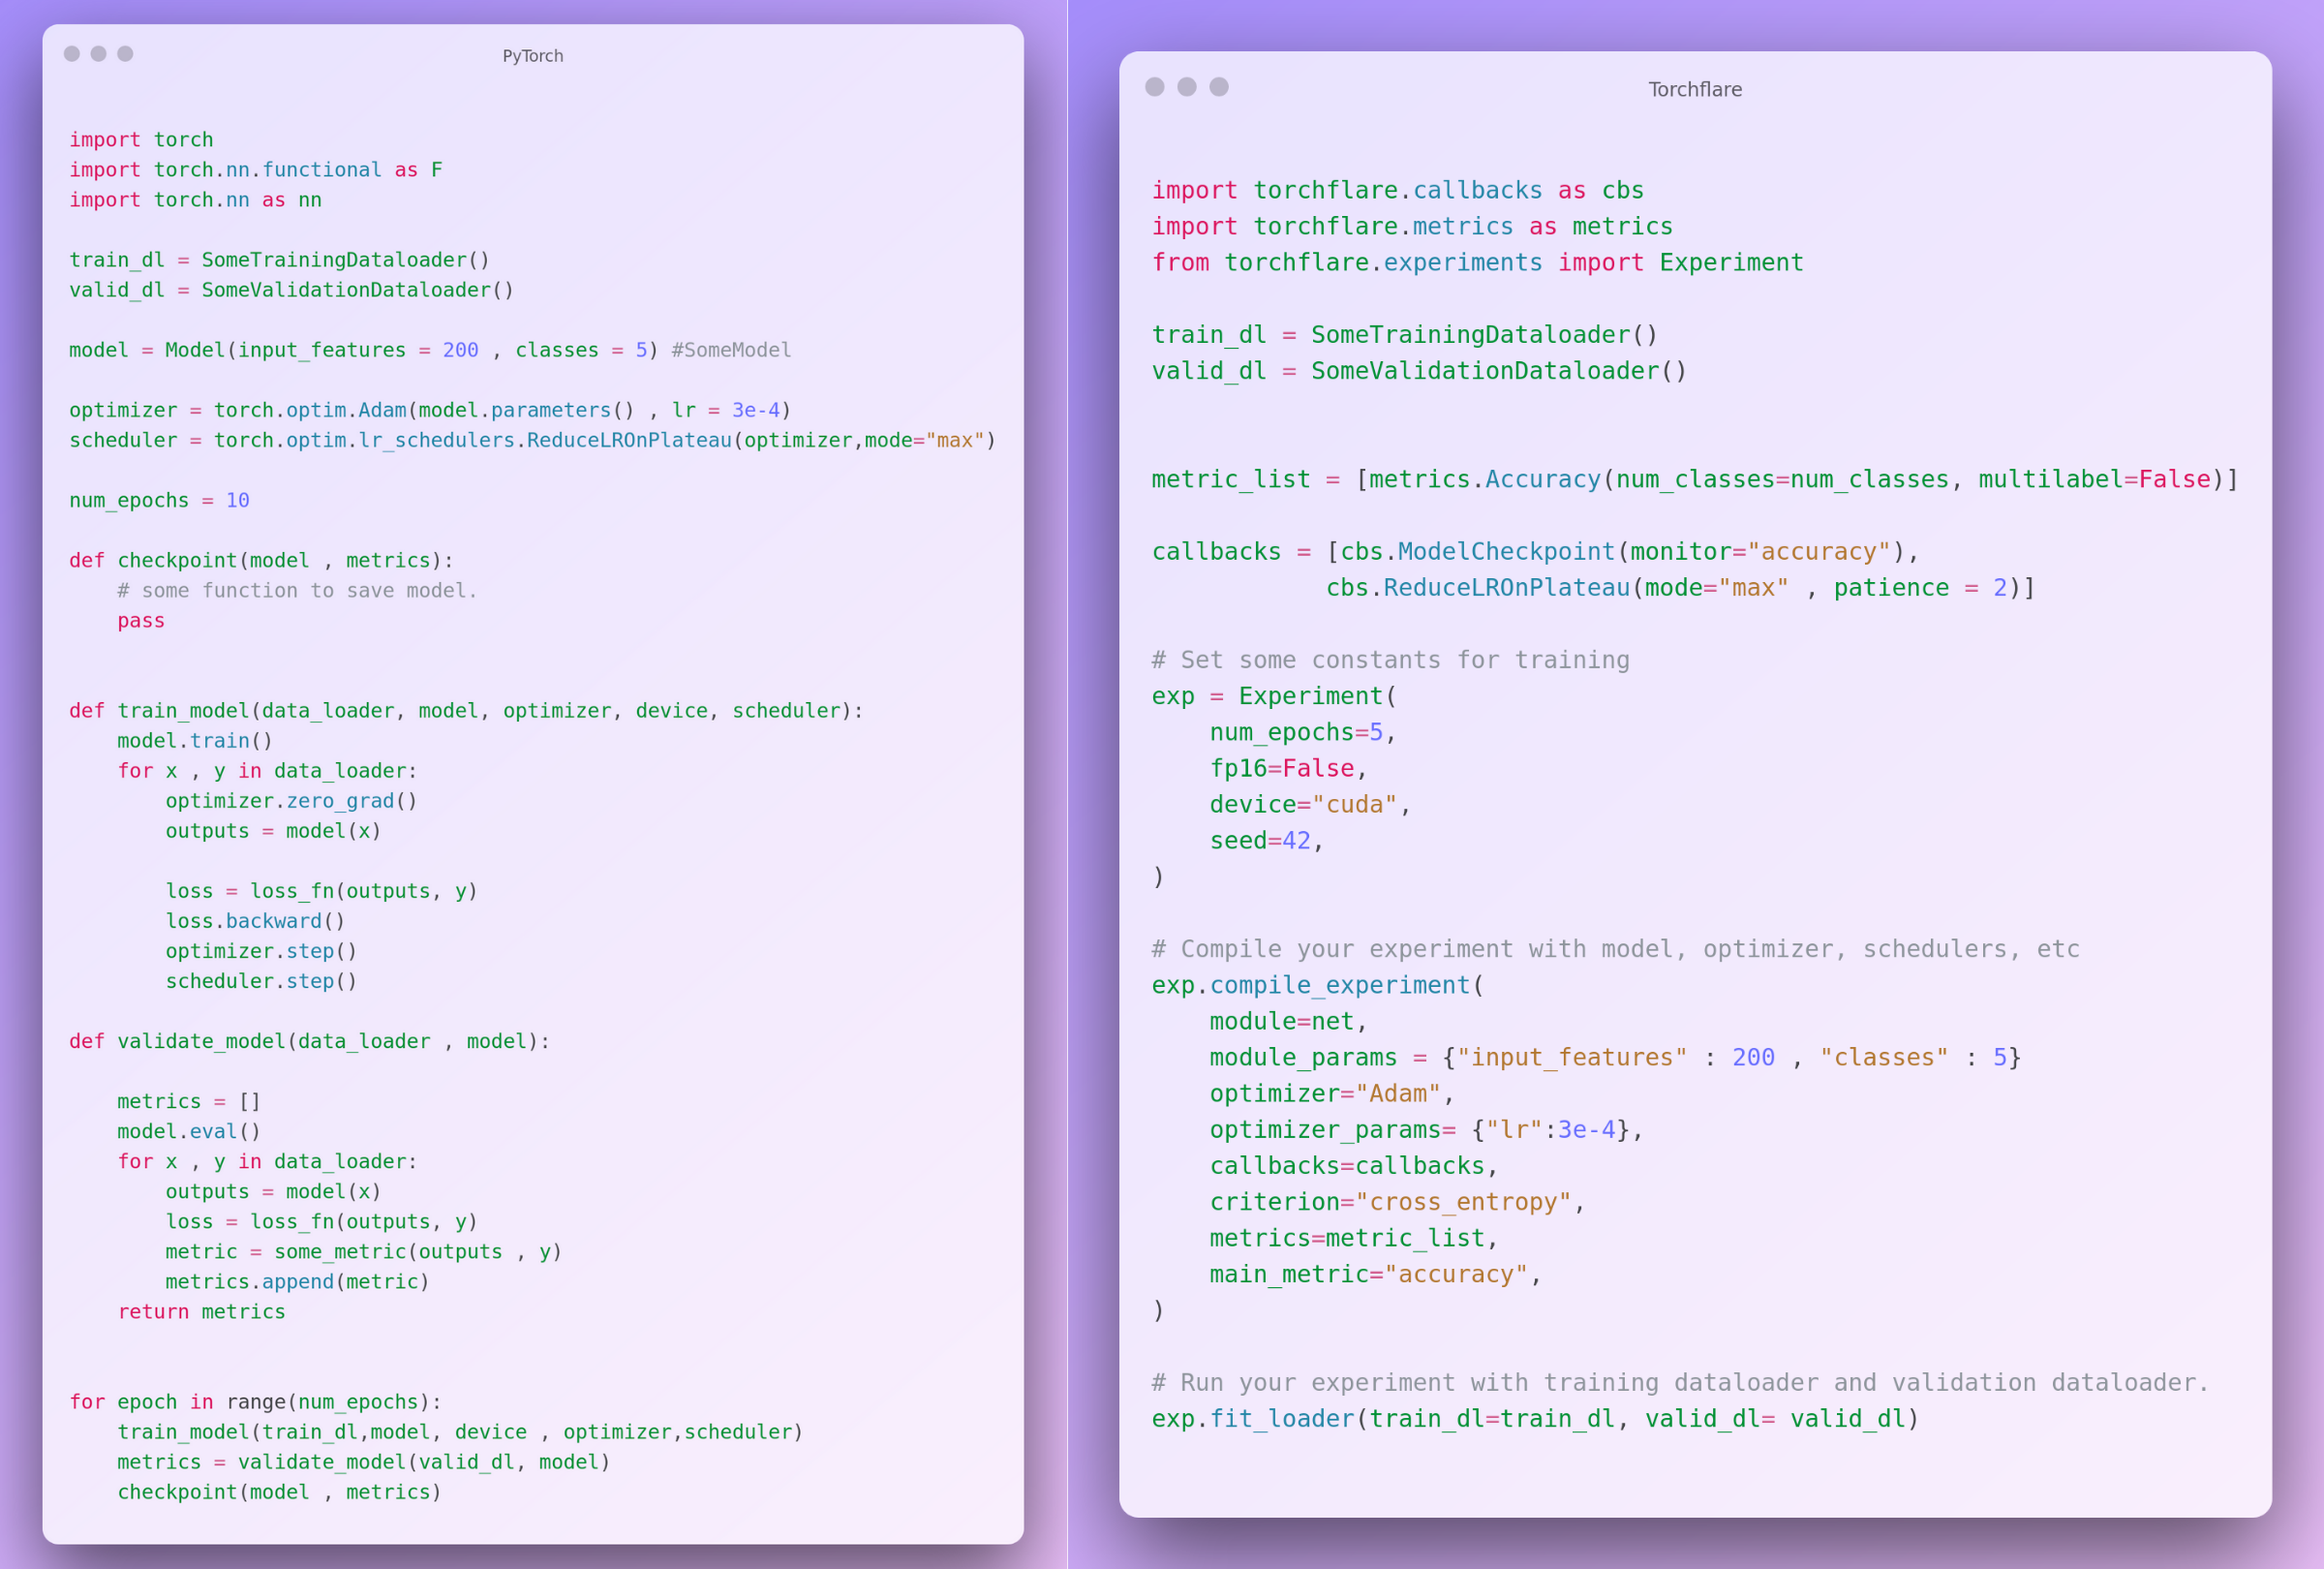 PyTorch
import torch
import torch.nn.functional as F
import torch.nn as nn
train_dl = SomeTrainingDataloader()
valid_dl = SomeValidationDataloader()
model = Model(input_features = 200 , classes = 5) #SomeModel
optimizer = torch.optim.Adam(model.parameters() , lr = 3e-4)
scheduler = torch.optim.lr_schedulers.ReduceLROnPlateau(optimizer,mode="max")
num_epochs = 10
def checkpoint(model , metrics):
    # some function to save model.
    pass
def train_model(data_loader, model, optimizer, device, scheduler):
    model.train()
    for x , y in data_loader:
        optimizer.zero_grad()
        outputs = model(x)
        loss = loss_fn(outputs, y)
        loss.backward()
        optimizer.step()
        scheduler.step()
def validate_model(data_loader , model):
    metrics = []
    model.eval()
    for x , y in data_loader:
        outputs = model(x)
        loss = loss_fn(outputs, y)
        metric = some_metric(outputs , y)
        metrics.append(metric)
    return metrics
for epoch in range(num_epochs):
    train_model(train_dl,model, device , optimizer,scheduler)
    metrics = validate_model(valid_dl, model)
    checkpoint(model , metrics)
Torchflare
import torchflare.callbacks as cbs
import torchflare.metrics as metrics
from torchflare.experiments import Experiment
train_dl = SomeTrainingDataloader()
valid_dl = SomeValidationDataloader()
metric_list = [metrics.Accuracy(num_classes=num_classes, multilabel=False)]
callbacks = [cbs.ModelCheckpoint(monitor="accuracy"),
            cbs.ReduceLROnPlateau(mode="max" , patience = 2)]
# Set some constants for training
exp = Experiment(
    num_epochs=5,
    fp16=False,
    device="cuda",
    seed=42,
)
# Compile your experiment with model, optimizer, schedulers, etc
exp.compile_experiment(
    module=net,
    module_params = {"input_features" : 200 , "classes" : 5}
    optimizer="Adam",
    optimizer_params= {"lr":3e-4},
    callbacks=callbacks,
    criterion="cross_entropy",
    metrics=metric_list,
    main_metric="accuracy",
)
# Run your experiment with training dataloader and validation dataloader.
exp.fit_loader(train_dl=train_dl, valid_dl= valid_dl)